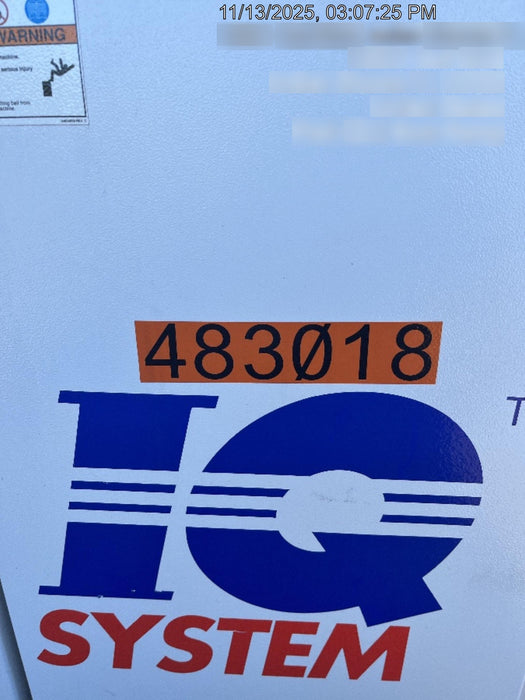 11/13/2025, 03:07:25 PM
WARNING
483Ø18
IQ
T
SYSTEM